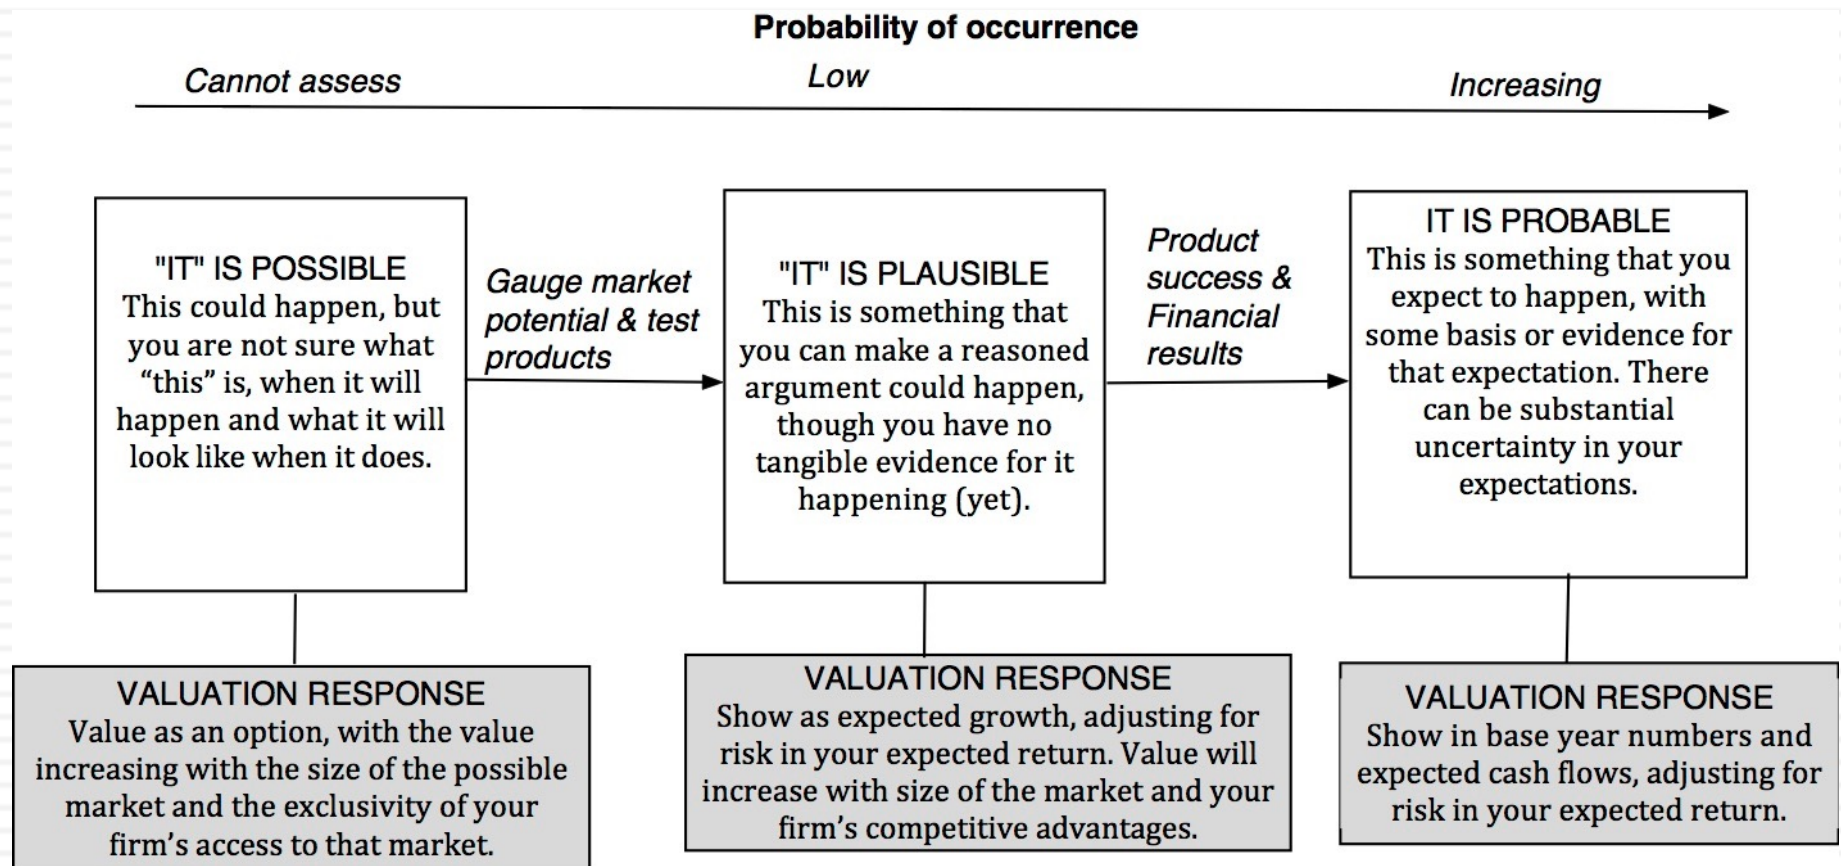 Probability of occurrence
Cannot assess
Low
Increasing
"IT" IS POSSIBLE
This could happen, but
you are not sure what
“this” is, when it will
happen and what it will
look like when it does.
Gauge market
potential & test
products
"IT" IS PLAUSIBLE
This is something that
you can make a reasoned
argument could happen,
though you have no
tangible evidence for it
happening (yet).
Product
success &
Financial
results
IT IS PROBABLE
This is something that you
expect to happen, with
some basis or evidence for
that expectation. There
can be substantial
uncertainty in your
expectations.
VALUATION RESPONSE
Value as an option, with the value
increasing with the size of the possible
market and the exclusivity of your
firm’s access to that market.
VALUATION RESPONSE
Show as expected growth, adjusting for
risk in your expected return. Value will
increase with size of the market and your
firm’s competitive advantages.
VALUATION RESPONSE
Show in base year numbers and
expected cash flows, adjusting for
risk in your expected return.